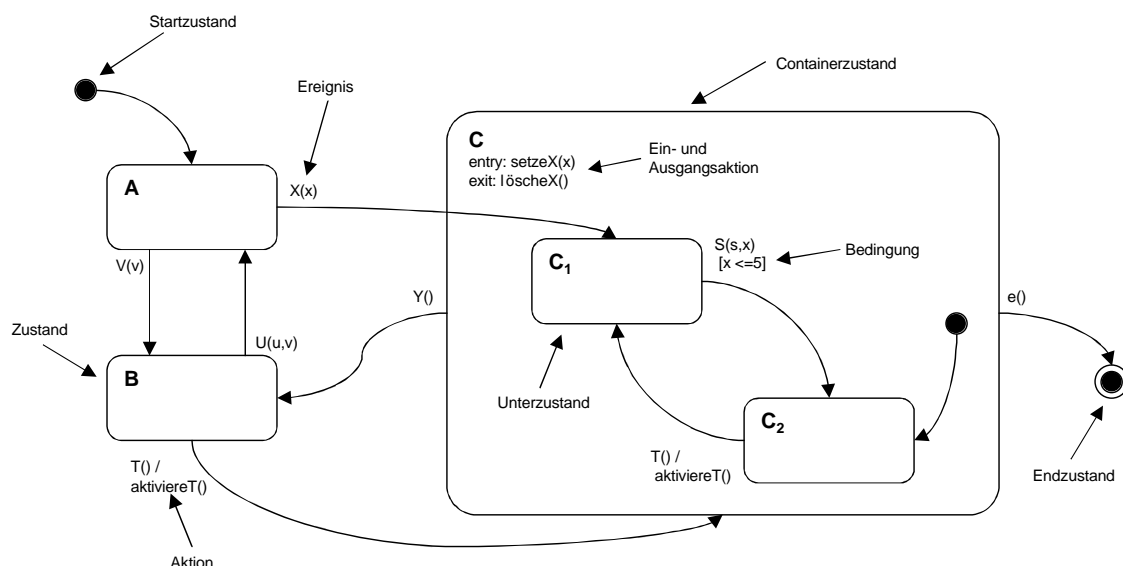 Startzustand
Containerzustand
Ereignis
C
entry: setzeX(x)
exit: löscheX()
Ein- und
Ausgangsaktion
A
X(x)
S(s,x)
[x <=5]
Bedingung
C1
V(v)
Y()
e()
Zustand
U(u,v)
B
Unterzustand
C2
T() /
aktiviereT()
T() /
aktiviereT()
Endzustand
Aktion